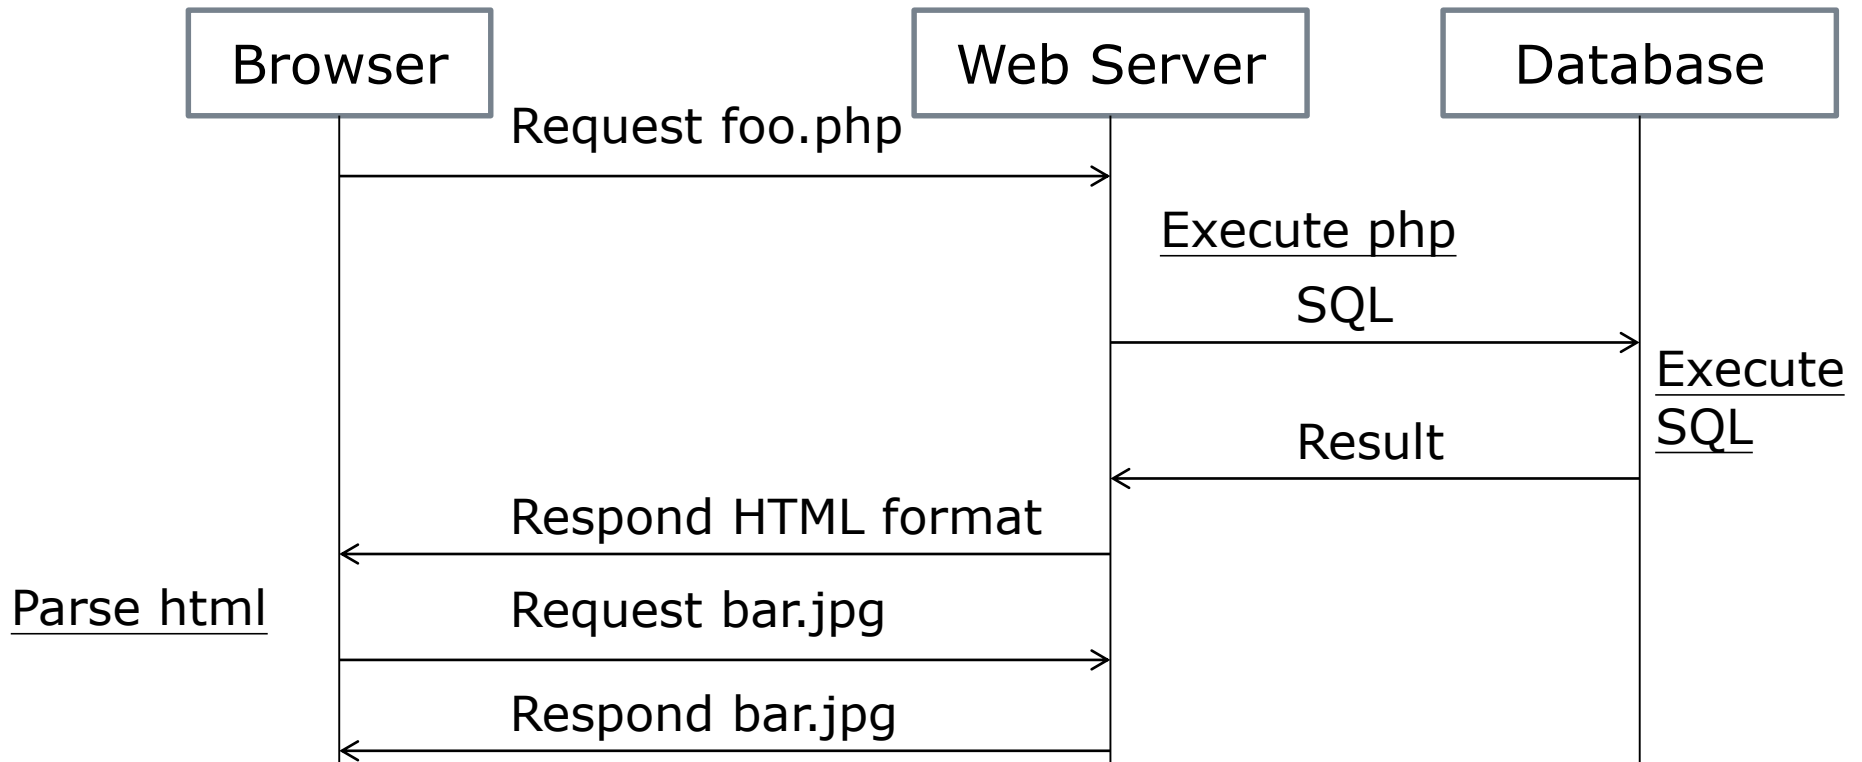 Browser
Web Server
Database
Request foo.php
Execute php
SQL
Execute
SQL
Result
Respond HTML format
Parse html
Request bar.jpg
Respond bar.jpg